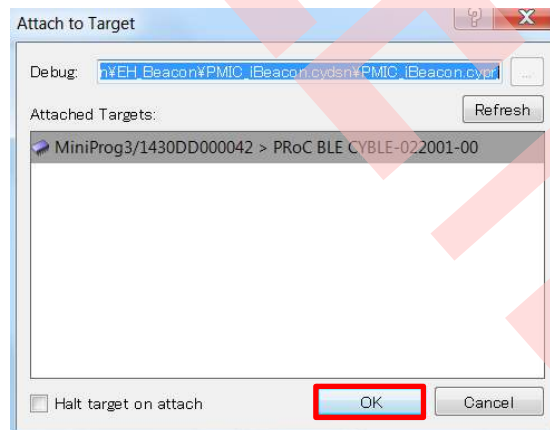 Attach to Target
Debug: n¥EH_Beacon¥PMIC_iBeacon.cydsn¥PMIC_iBeacon.cyprj ...
Attached Targets:
Refresh
MiniProg3/1430DD000042 > PRoC BLE CYBLE-022001-00
Halt target on attach
OK
Cancel